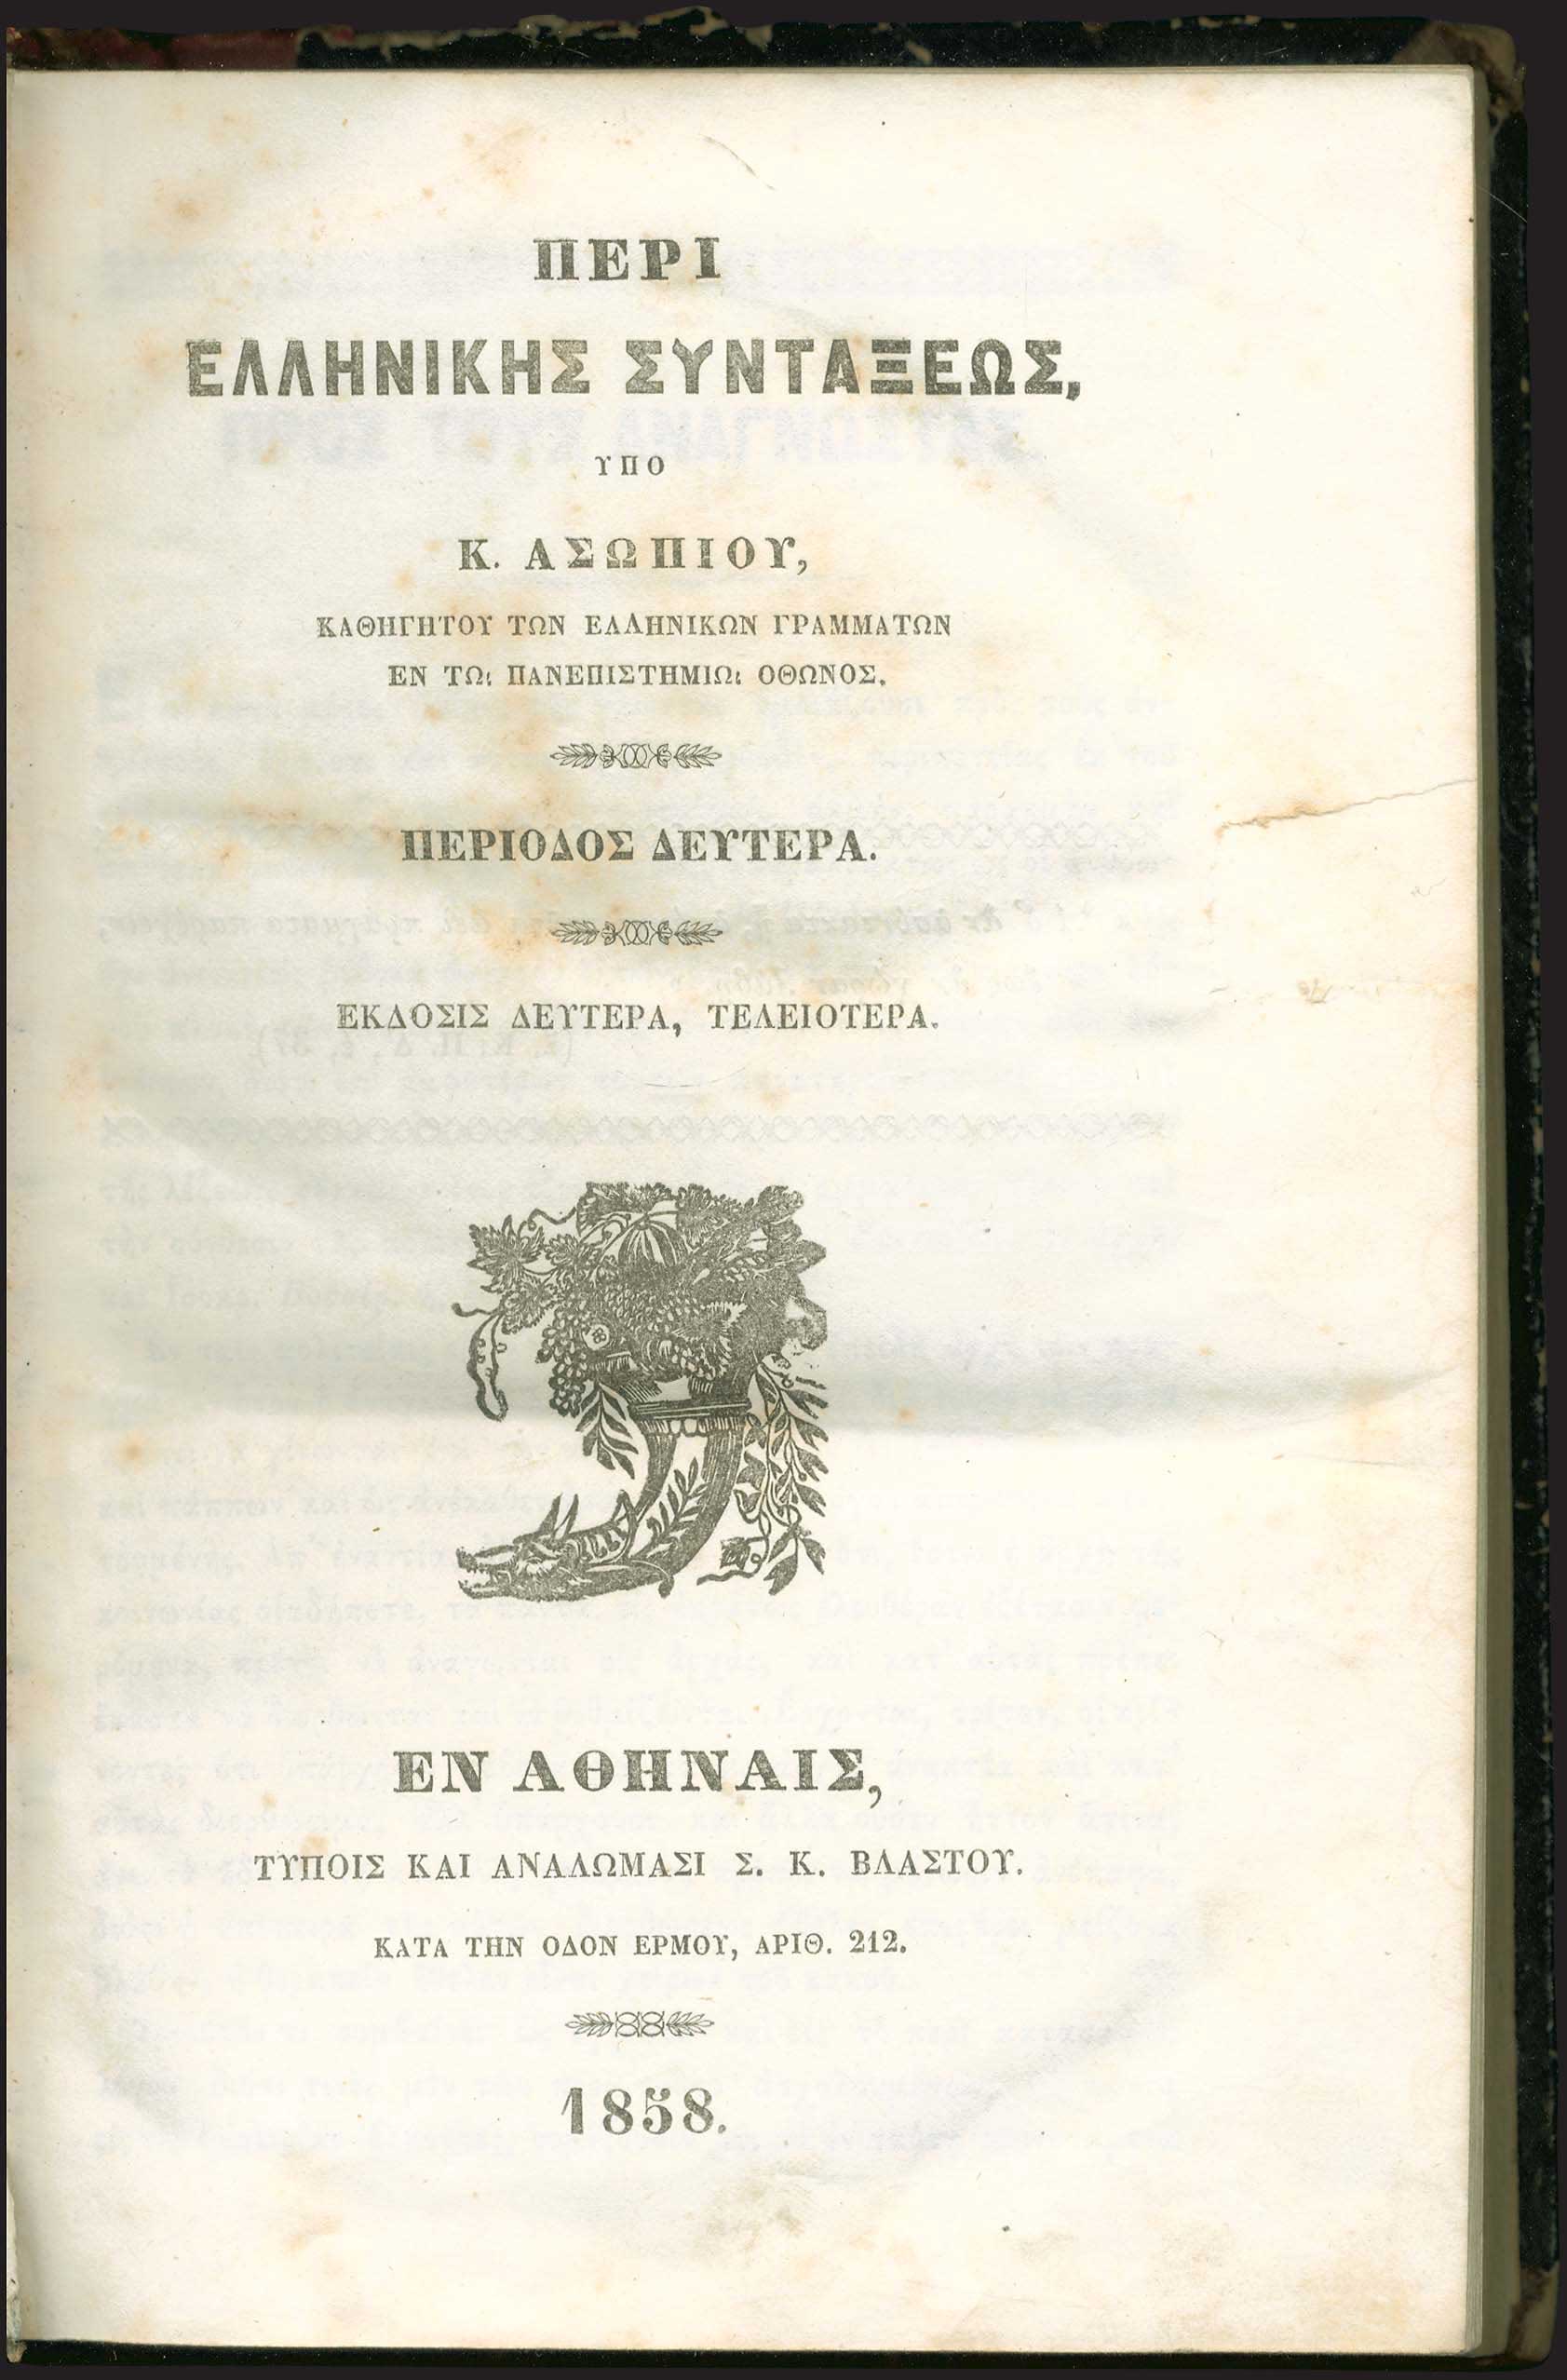 ΠΕΡΙ
ΕΛΛΗΝΙΚΗΣ ΣΥΝΤΑΞΕΩΣ,
ΥΠΟ
Κ. ΑΣΩΠΙΟΥ,
ΚΑΘΗΓΗΤΟΥ ΤΩΝ ΕΛΛΗΝΙΚΩΝ ΓΡΑΜΜΑΤΩΝ
ΕΝ ΤΩι ΠΑΝΕΠΙΣΤΗΜΙΩι ΟΘΩΝΟΣ.
ΠΕΡΙΟΔΟΣ ΔΕΥΤΕΡΑ.
ΕΚΔΟΣΙΣ ΔΕΥΤΕΡΑ, ΤΕΛΕΙΟΤΕΡΑ.
ΕΝ ΑΘΗΝΑΙΣ,
ΤΥΠΟΙΣ ΚΑΙ ΑΝΑΛΩΜΑΣΙ Σ. Κ. ΒΛΑΣΤΟΥ.
ΚΑΤΑ ΤΗΝ ΟΔΟΝ ΕΡΜΟΥ, ΑΡΙΘ. 212.
1858.